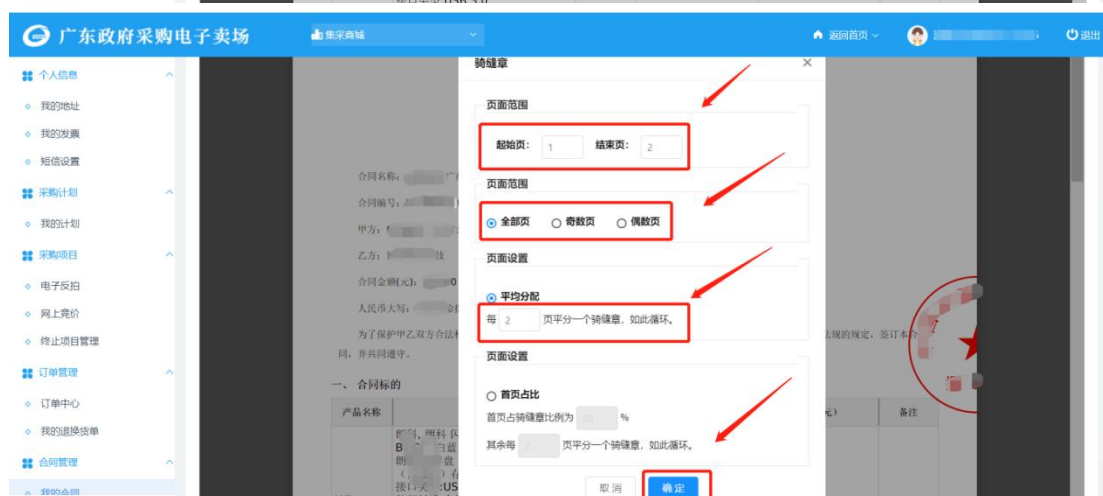 广东政府采购电子卖场
集采商城
返回首页
退出
个人信息
我的地址
我的发票
短信设置
采购计划
我的计划
采购项目
电子反拍
网上竞价
终止项目管理
订单管理
订单中心
我的退换货单
合同管理
我的合同
骑缝章
页面范围
起始页： 1 结束页： 2
页面范围
全部页 奇数页 偶数页
页面设置
平均分配
每 2 页平分一个骑缝章，如此循环。
页面设置
首页占比
首页占骑缝章比例为 50 %
其余每 2 页平分一个骑缝章，如此循环。
取消 确定
合同名称：
合同编号：
甲方：
乙方：
合同金额(元)：
人民币大写：
为了保护甲乙双方合法
法规的规定，签订本合
同，并共同遵守。
一、 合同标的
产品名称
元)
备注